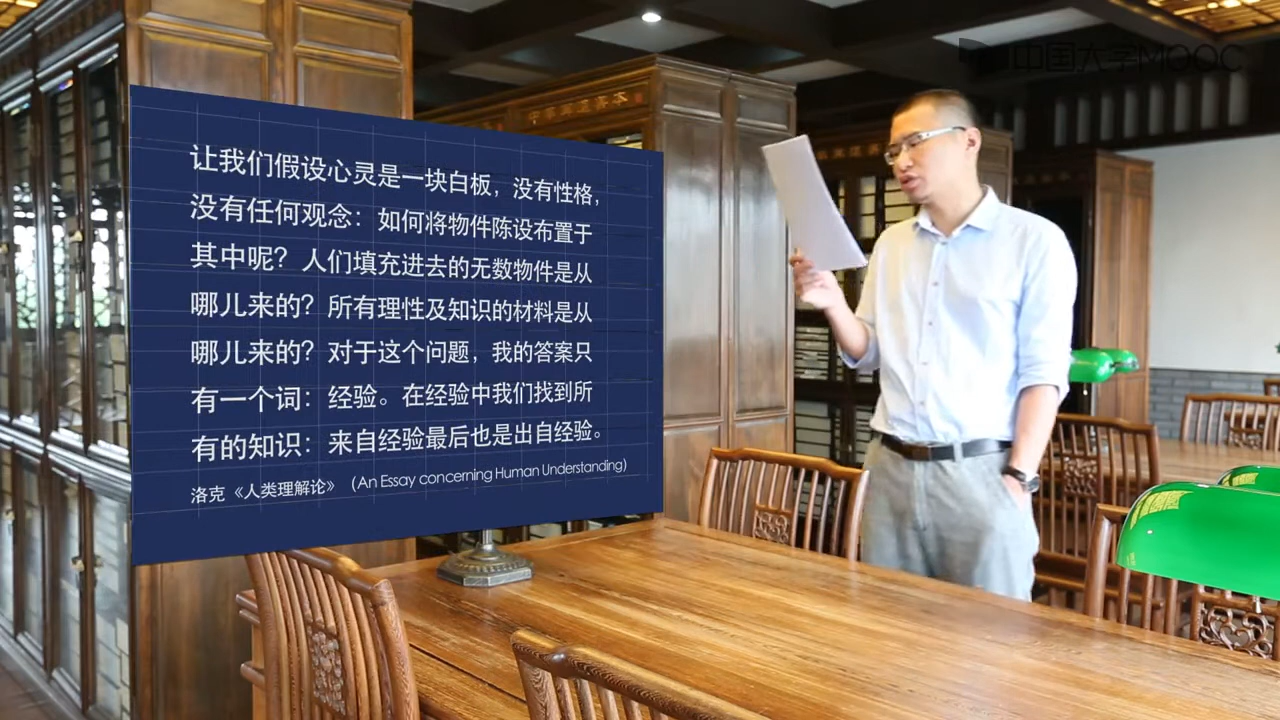 中国大学MOOC
让我们假设心灵是一块白板，没有性格，
没有任何观念：如何将物件陈设布置于
其中呢？人们填充进去的无数物件是从
哪儿来的？所有理性及知识的材料是从
哪儿来的？对于这个问题，我的答案只
有一个词：经验。在经验中我们找到所
有的知识：来自经验最后也是出自经验。
洛克《人类理解论》（An Essay concerning Human Understanding)